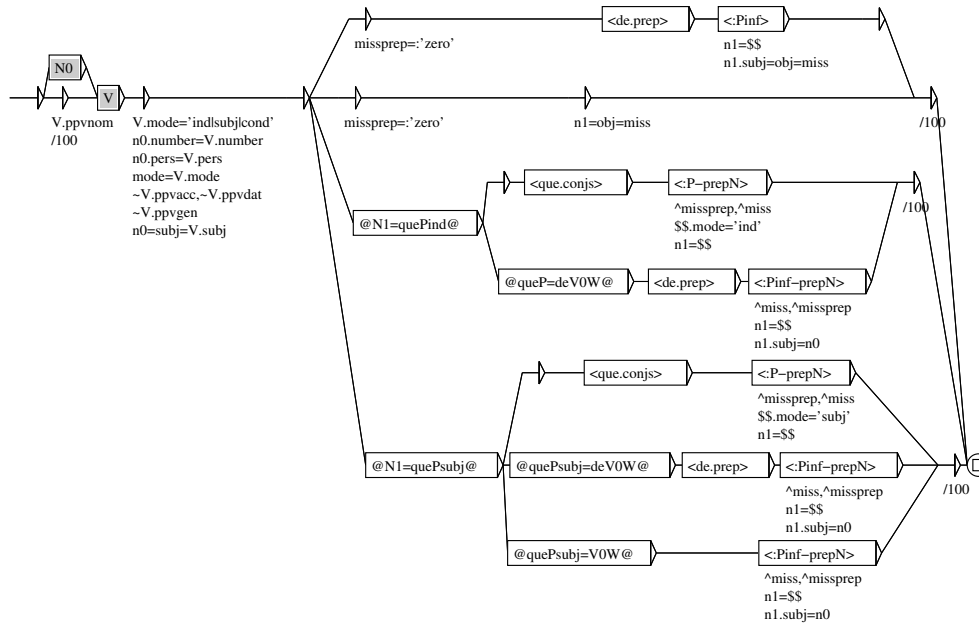 <de.prep>
<:Pinf>
missprep=:'zero'
n1=$$
n1.subj=obj=miss
N0
V
V.ppvnom
/100
V.mode='ind|subj|cond'
n0.number=V.number
n0.pers=V.pers
mode=V.mode
~V.ppvacc,~V.ppvdat
~V.ppvgen
n0=subj=V.subj
missprep=:'zero'
n1=obj=miss
/100
@N1=quePind@
<que.conjs>
<:P−prepN>
^missprep,^miss
$$.mode='ind'
n1=$$
/100
@queP=deV0W@
<de.prep>
<:Pinf−prepN>
^miss,^missprep
n1=$$
n1.subj=n0
<que.conjs>
<:P−prepN>
^missprep,^miss
$$.mode='subj'
n1=$$
@N1=quePsubj@
@quePsubj=deV0W@
<de.prep>
<:Pinf−prepN>
^miss,^missprep
n1=$$
n1.subj=n0
/100
@quePsubj=V0W@
<:Pinf−prepN>
^miss,^missprep
n1=$$
n1.subj=n0